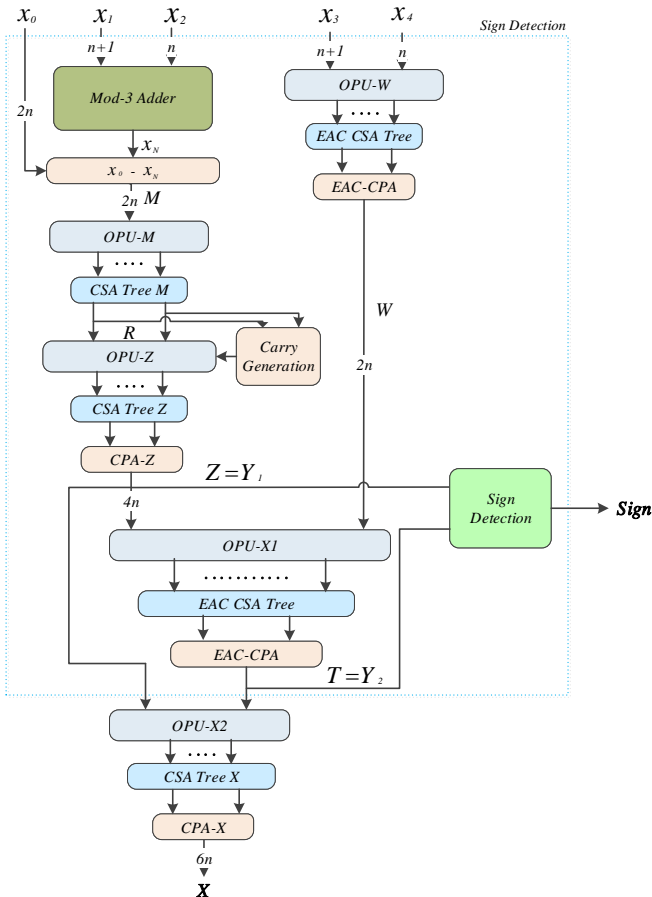 x₀ x₁ x₂ x₃ x₄
Sign Detection
n+1 n n+1 n
2n
Mod-3 Adder
OPU-W
....
EAC CSA Tree
x_N
x₀ - x_N
EAC-CPA
2n M
OPU-M
....
CSA Tree M
W
R
Carry
Generation
OPU-Z
2n
....
CSA Tree Z
CPA-Z
Z=Y₁
4n
Sign
Detection
Sign
OPU-X1
...........
EAC CSA Tree
EAC-CPA
T=Y₂
OPU-X2
....
CSA Tree X
CPA-X
6n
X